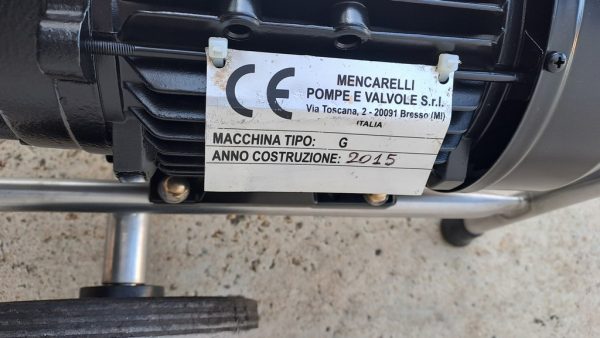 CE
MENCARELLI
POMPE E VALVOLE S.r.l.
Via Toscana, 2 - 20091 Bresso (MI)
ITALIA
MACCHINA TIPO: G
ANNO COSTRUZIONE: 2015